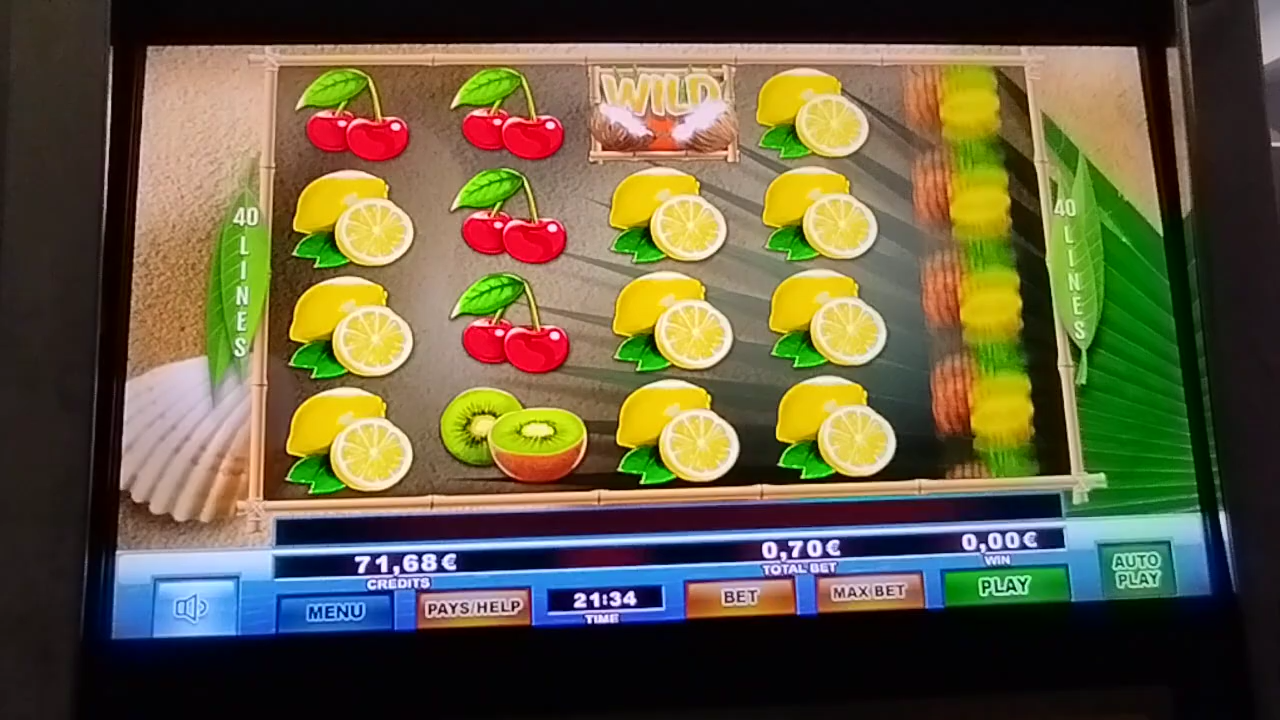 WILD
40
LINES
40
LINES
71,68€
CREDITS
0,70€
TOTAL BET
0,00€
WIN
MENU
PAYS/HELP
21:34
TIME
BET
MAX BET
PLAY
AUTO
PLAY